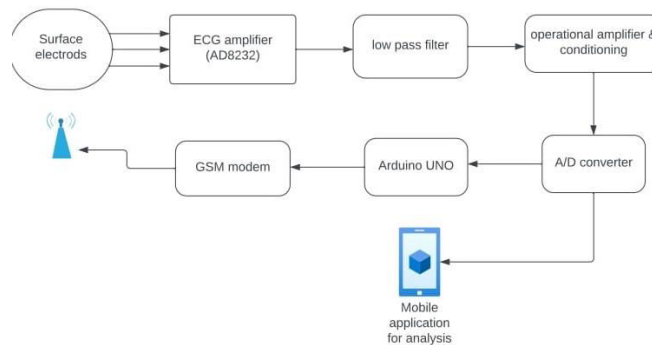 Surface
electrods
ECG amplifier
(AD8232)
low pass filter
operational amplifier &
conditioning
GSM modem
Arduino UNO
A/D converter
Mobile
application
for analysis